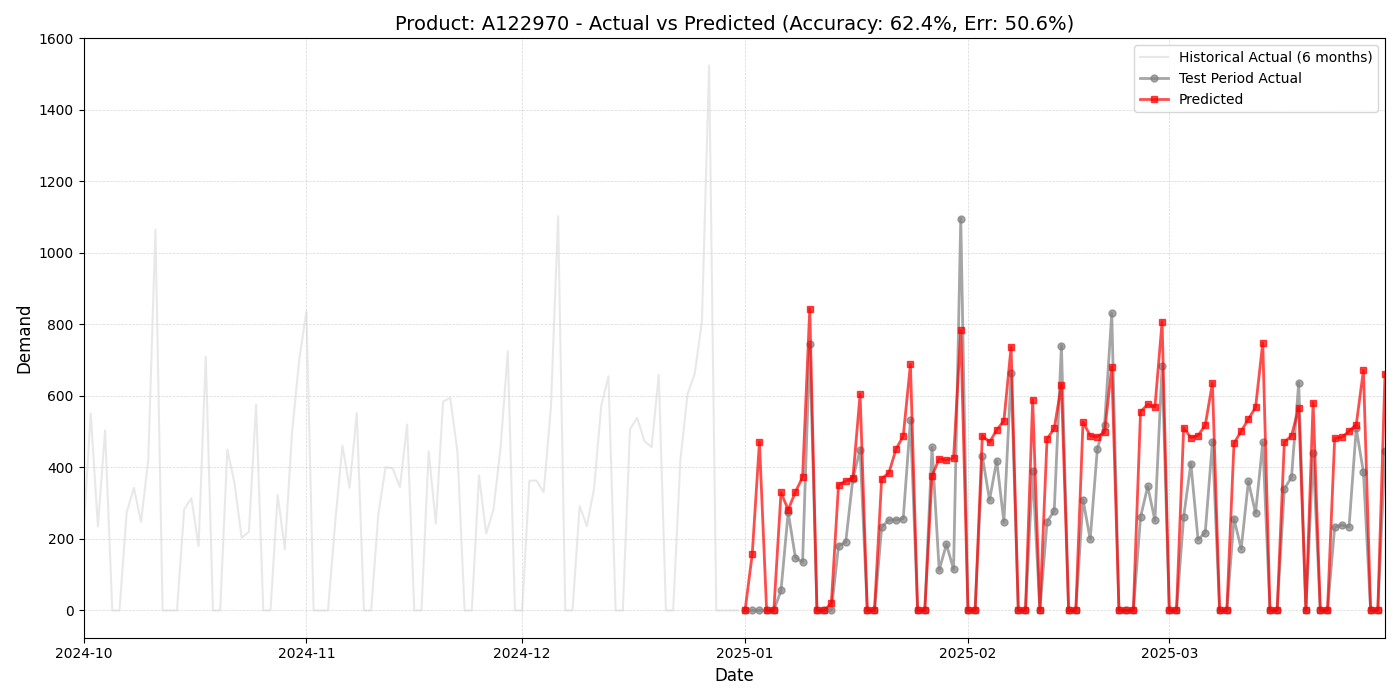 Product: A122970 - Actual vs Predicted (Accuracy: 62.4%, Err: 50.6%)
Historical Actual (6 months)
Test Period Actual
Predicted
Demand
1600
1400
1200
1000
800
600
400
200
0
2024-10
2024-11
2024-12
2025-01
2025-02
2025-03
Date